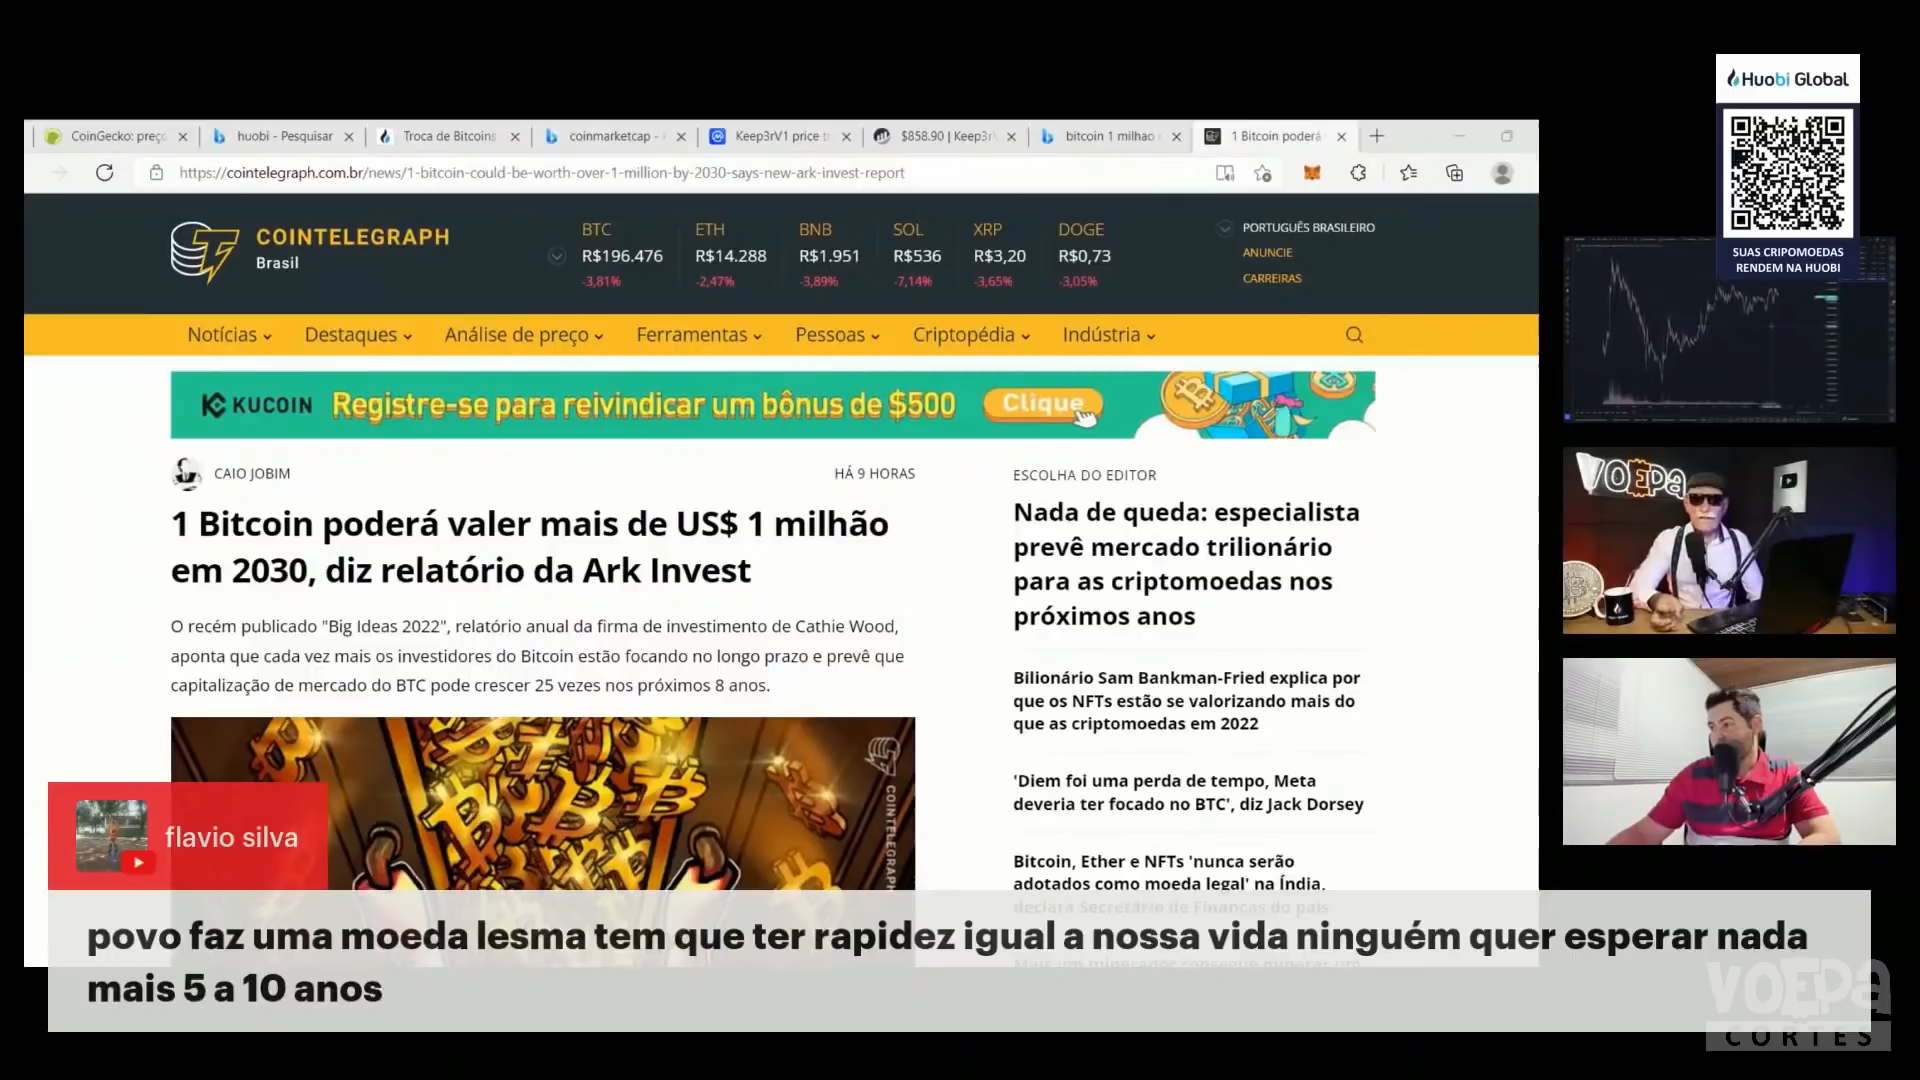 Huobi Global
SUAS CRIPOMOEDAS
RENDEM NA HUOBI
CoinGecko: preç
huobi - Pesquisar
Troca de Bitcoins
coinmarketcap -
Keep3rV1 price
$858.90 | Keep3r
bitcoin 1 milhao
1 Bitcoin poderá
https://cointelegraph.com.br/news/1-bitcoin-could-be-worth-over-1-million-by-2030-says-new-ark-invest-report
COINTELEGRAPH
Brasil
BTC ETH BNB SOL XRP DOGE
R$196.476 R$14.288 R$1.951 R$536 R$3,20 R$0,73
-3,81% -2,47% -3,89% -7,14% -3,65% -3,05%
PORTUGUÊS BRASILEIRO
ANUNCIE
CARREIRAS
Notícias Destaques Análise de preço Ferramentas Pessoas Criptopédia Indústria
KUCOIN Registre-se para reivindicar um bônus de $500 Clique
CAIO JOBIM HÁ 9 HORAS
1 Bitcoin poderá valer mais de US$ 1 milhão
em 2030, diz relatório da Ark Invest
O recém publicado "Big Ideas 2022", relatório anual da firma de investimento de Cathie Wood,
aponta que cada vez mais os investidores do Bitcoin estão focando no longo prazo e prevê que
capitalização de mercado do BTC pode crescer 25 vezes nos próximos 8 anos.
COINTELEGRAPH
ESCOLHA DO EDITOR
Nada de queda: especialista
prevê mercado trilionário
para as criptomoedas nos
próximos anos
Bilionário Sam Bankman-Fried explica por
que os NFTs estão se valorizando mais do
que as criptomoedas em 2022
'Diem foi uma perda de tempo, Meta
deveria ter focado no BTC', diz Jack Dorsey
Bitcoin, Ether e NFTs 'nunca serão
adotados como moeda legal' na Índia,
declara Secretário de Finanças do país
Mais um minerador consegue minerar um
VOEPA
flavio silva
povo faz uma moeda lesma tem que ter rapidez igual a nossa vida ninguém quer esperar nada
mais 5 a 10 anos
VOEPA
CORTES